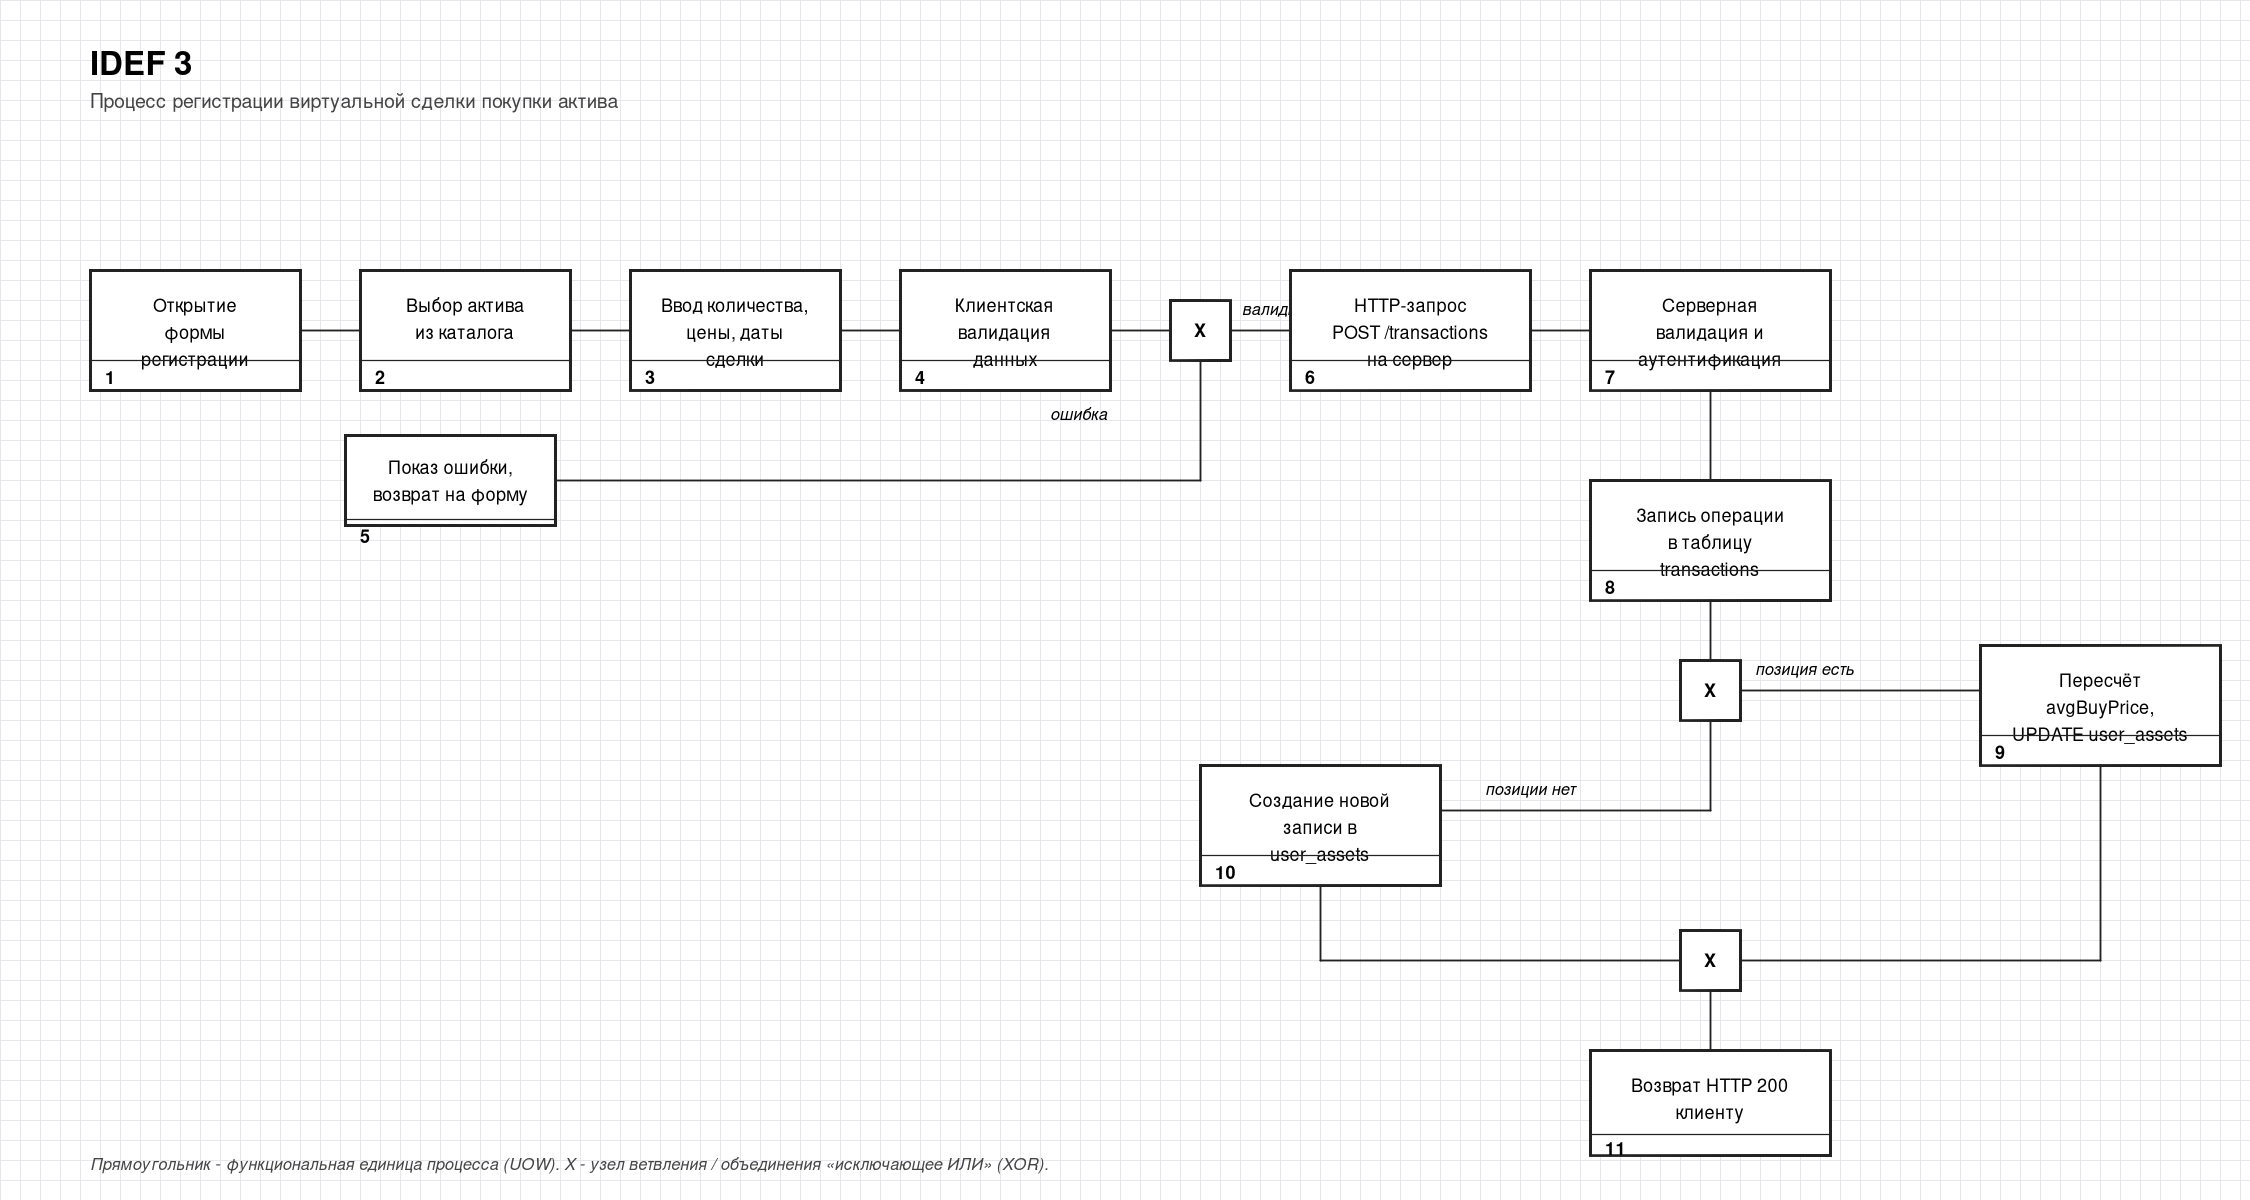 IDEF 3
Процесс регистрации виртуальной сделки покупки актива
Открытие
формы
регистрации
1
Выбор актива
из каталога
2
Ввод количества,
цены, даты
сделки
3
Клиентская
валидация
данных
4
X
HTTP-запрос
POST /transactions
на сервер
6
Серверная
валидация и
аутентификация
7
ошибка
Показ ошибки,
возврат на форму
5
Запись операции
в таблицу
transactions
8
X
позиция есть
Пересчёт
avgBuyPrice,
UPDATE user_assets
9
позиции нет
Создание новой
записи в
user_assets
10
X
Возврат HTTP 200
клиенту
11
Прямоугольник - функциональная единица процесса (UOW). X - узел ветвления / объединения «исключающее ИЛИ» (XOR).